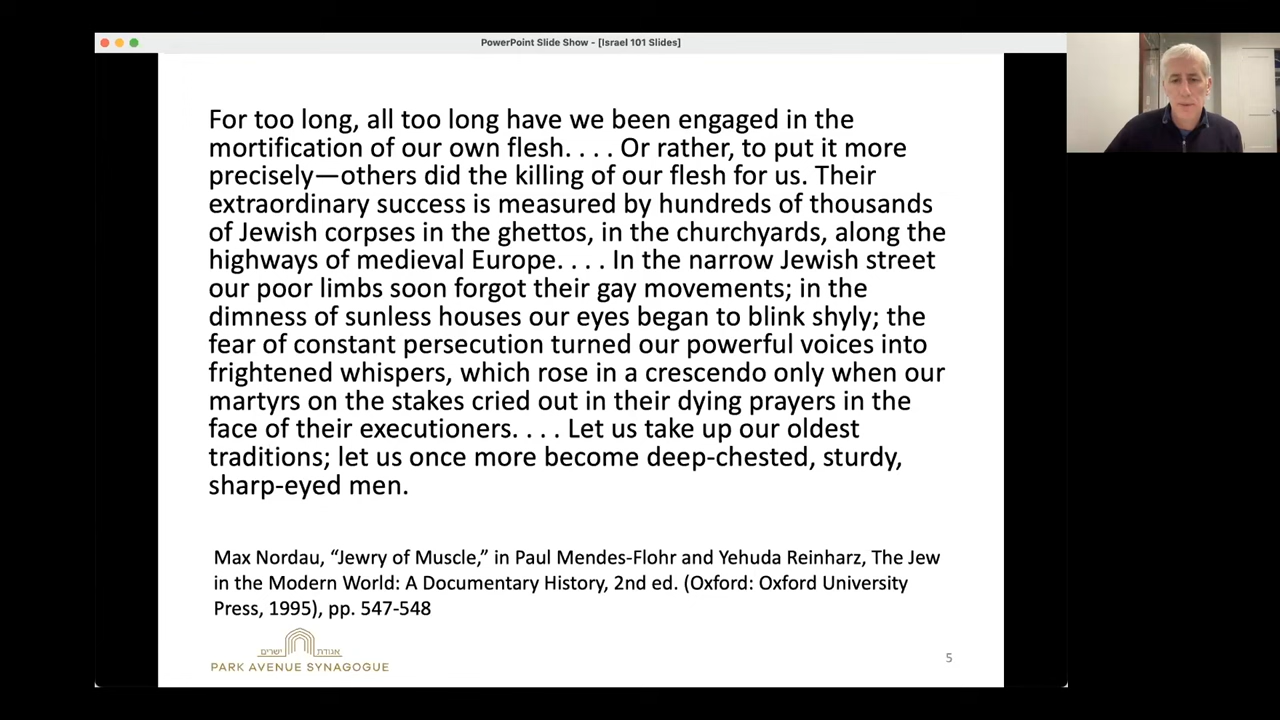 PowerPoint Slide Show - [Israel 101 Slides]
For too long, all too long have we been engaged in the
mortification of our own flesh. . . . Or rather, to put it more
precisely—others did the killing of our flesh for us. Their
extraordinary success is measured by hundreds of thousands
of Jewish corpses in the ghettos, in the churchyards, along the
highways of medieval Europe. . . . In the narrow Jewish street
our poor limbs soon forgot their gay movements; in the
dimness of sunless houses our eyes began to blink shyly; the
fear of constant persecution turned our powerful voices into
frightened whispers, which rose in a crescendo only when our
martyrs on the stakes cried out in their dying prayers in the
face of their executioners. . . . Let us take up our oldest
traditions; let us once more become deep-chested, sturdy,
sharp-eyed men.
Max Nordau, “Jewry of Muscle,” in Paul Mendes-Flohr and Yehuda Reinharz, The Jew
in the Modern World: A Documentary History, 2nd ed. (Oxford: Oxford University
Press, 1995), pp. 547-548
אגודת ישרים
PARK AVENUE SYNAGOGUE
5